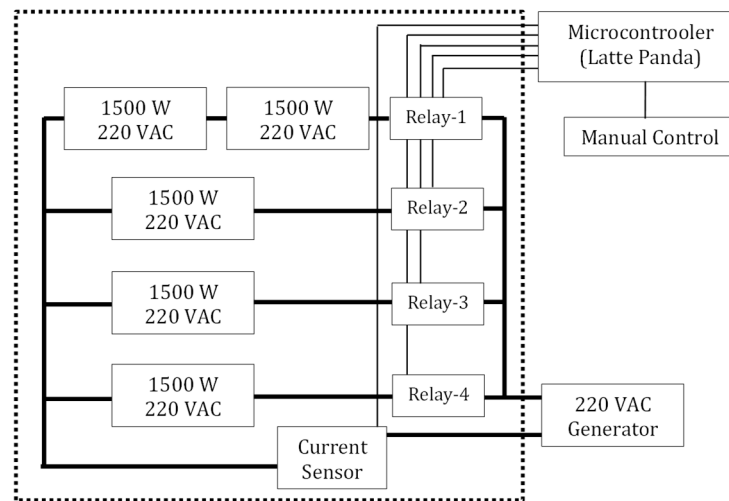 Microcontrooler
(Latte Panda)
1500 W
220 VAC
1500 W
220 VAC
Relay-1
Manual Control
1500 W
220 VAC
Relay-2
1500 W
220 VAC
Relay-3
1500 W
220 VAC
Relay-4
220 VAC
Generator
Current
Sensor